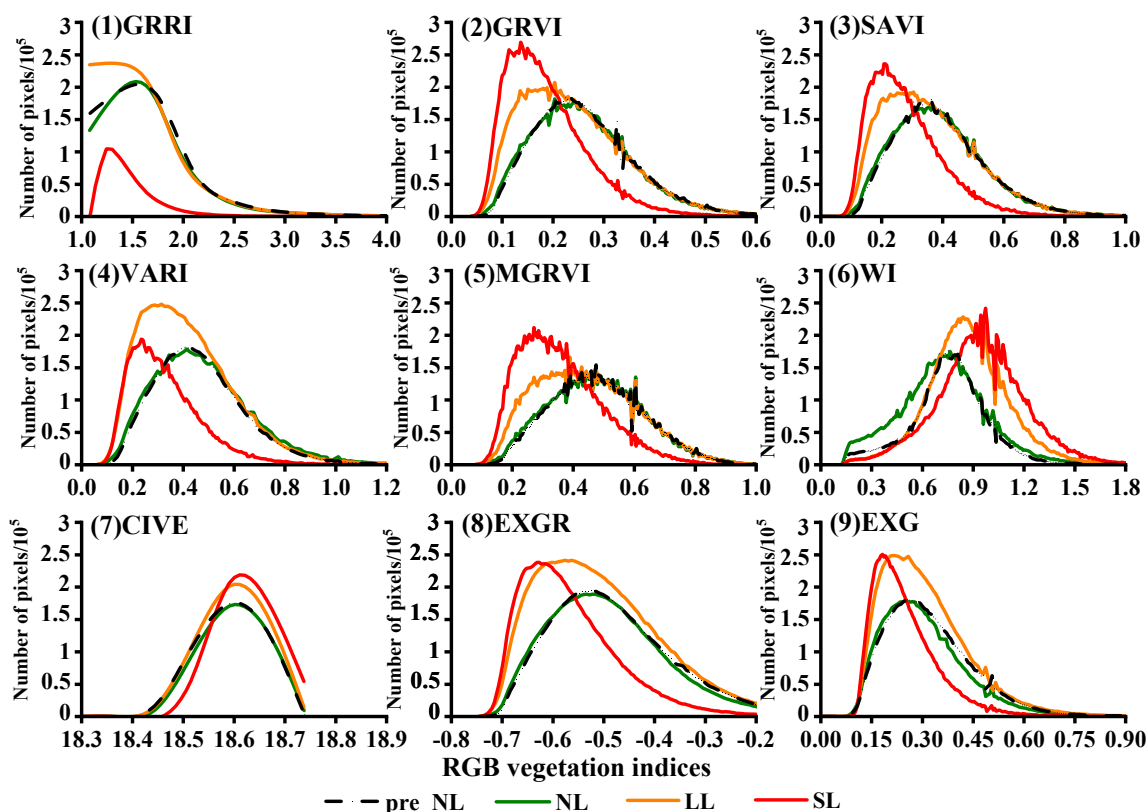 (1)GRRI (2)GRVI (3)SAVI
Number of pixels/10⁵ Number of pixels/10⁵ Number of pixels/10⁵
3 3 3
2.5 2.5 2.5
2 2 2
1.5 1.5 1.5
1 1 1
0.5 0.5 0.5
0 0 0
1.0 1.5 2.0 2.5 3.0 3.5 4.0 0.0 0.1 0.2 0.3 0.4 0.5 0.6 0.0 0.2 0.4 0.6 0.8 1.0
(4)VARI (5)MGRVI (6)WI
Number of pixels/10⁵ Number of pixels/10⁵ Number of pixels/10⁵
3 3 3
2.5 2.5 2.5
2 2 2
1.5 1.5 1.5
1 1 1
0.5 0.5 0.5
0 0 0
0.0 0.2 0.4 0.6 0.8 1.0 1.2 0.0 0.2 0.4 0.6 0.8 1.0 0.0 0.3 0.6 0.9 1.2 1.5 1.8
(7)CIVE (8)EXGR (9)EXG
Number of pixels/10⁵ Number of pixels/10⁵ Number of pixels/10⁵
3 3 3
2.5 2.5 2.5
2 2 2
1.5 1.5 1.5
1 1 1
0.5 0.5 0.5
0 0 0
18.3 18.4 18.5 18.6 18.7 18.8 18.9 -0.8 -0.7 -0.6 -0.5 -0.4 -0.3 -0.2 0.00 0.15 0.30 0.45 0.60 0.75 0.90
RGB vegetation indices
pre NL NL LL SL